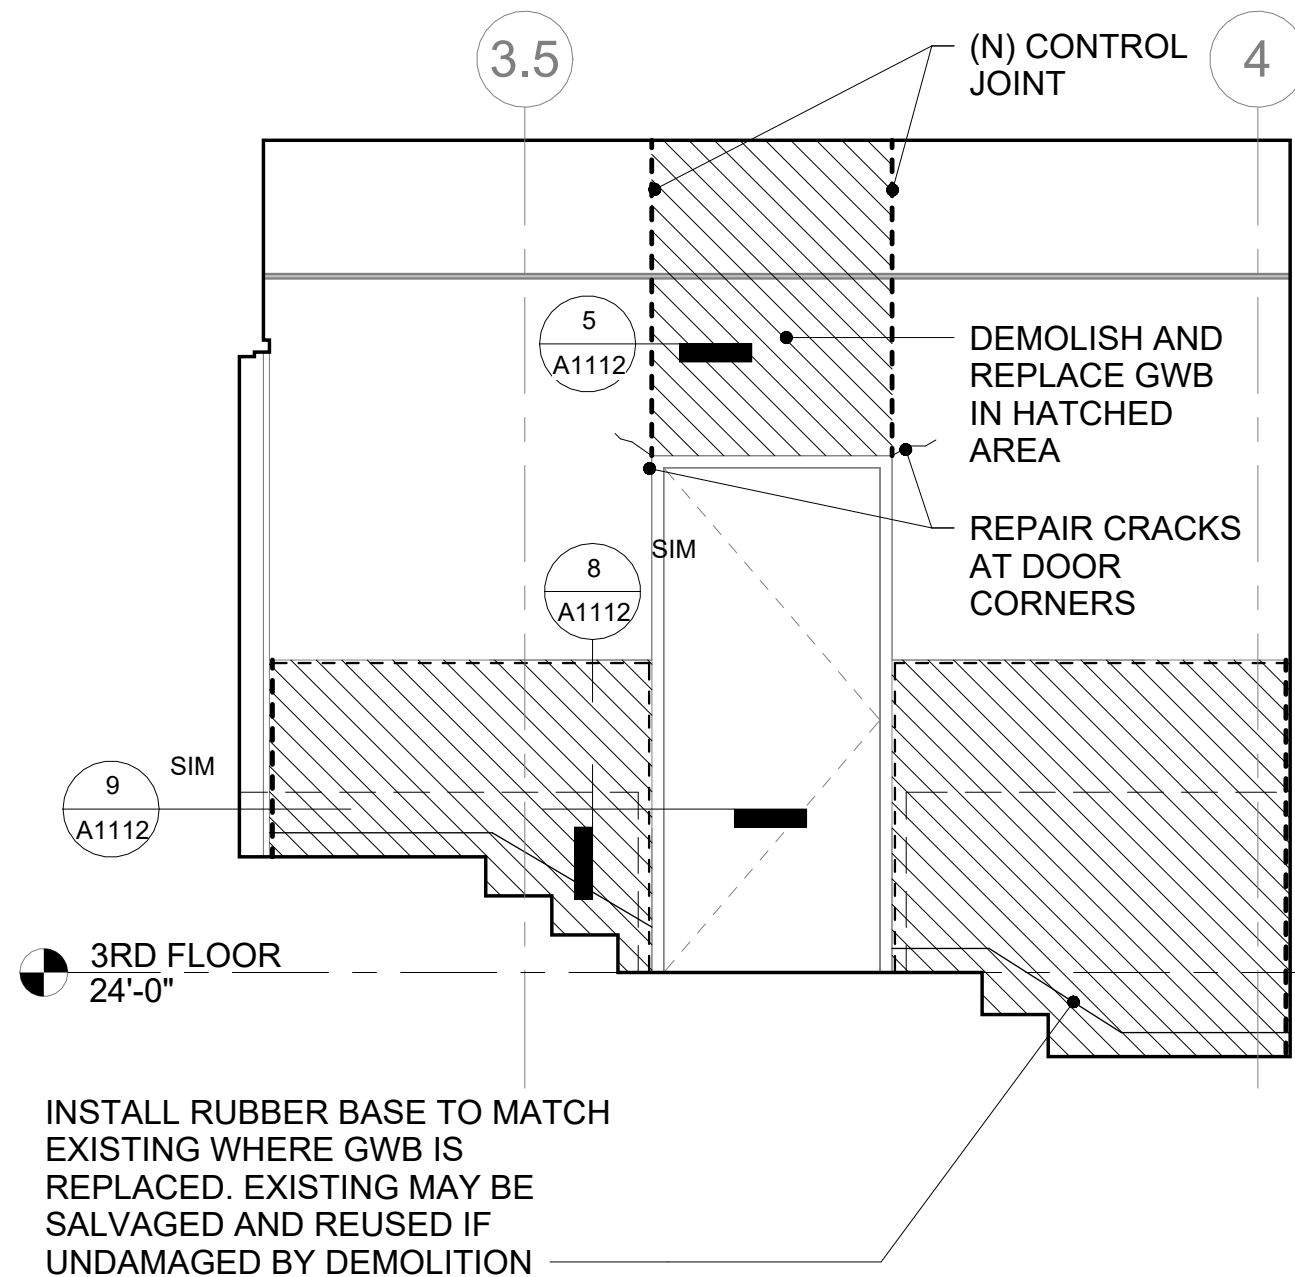 3.5
(N) CONTROL
JOINT
4
5
A1112
DEMOLISH AND
REPLACE GWB
IN HATCHED
AREA
REPAIR CRACKS
AT DOOR
CORNERS
SIM
8
A1112
SIM
9
A1112
3RD FLOOR
24'-0"
INSTALL RUBBER BASE TO MATCH
EXISTING WHERE GWB IS
REPLACED. EXISTING MAY BE
SALVAGED AND REUSED IF
UNDAMAGED BY DEMOLITION